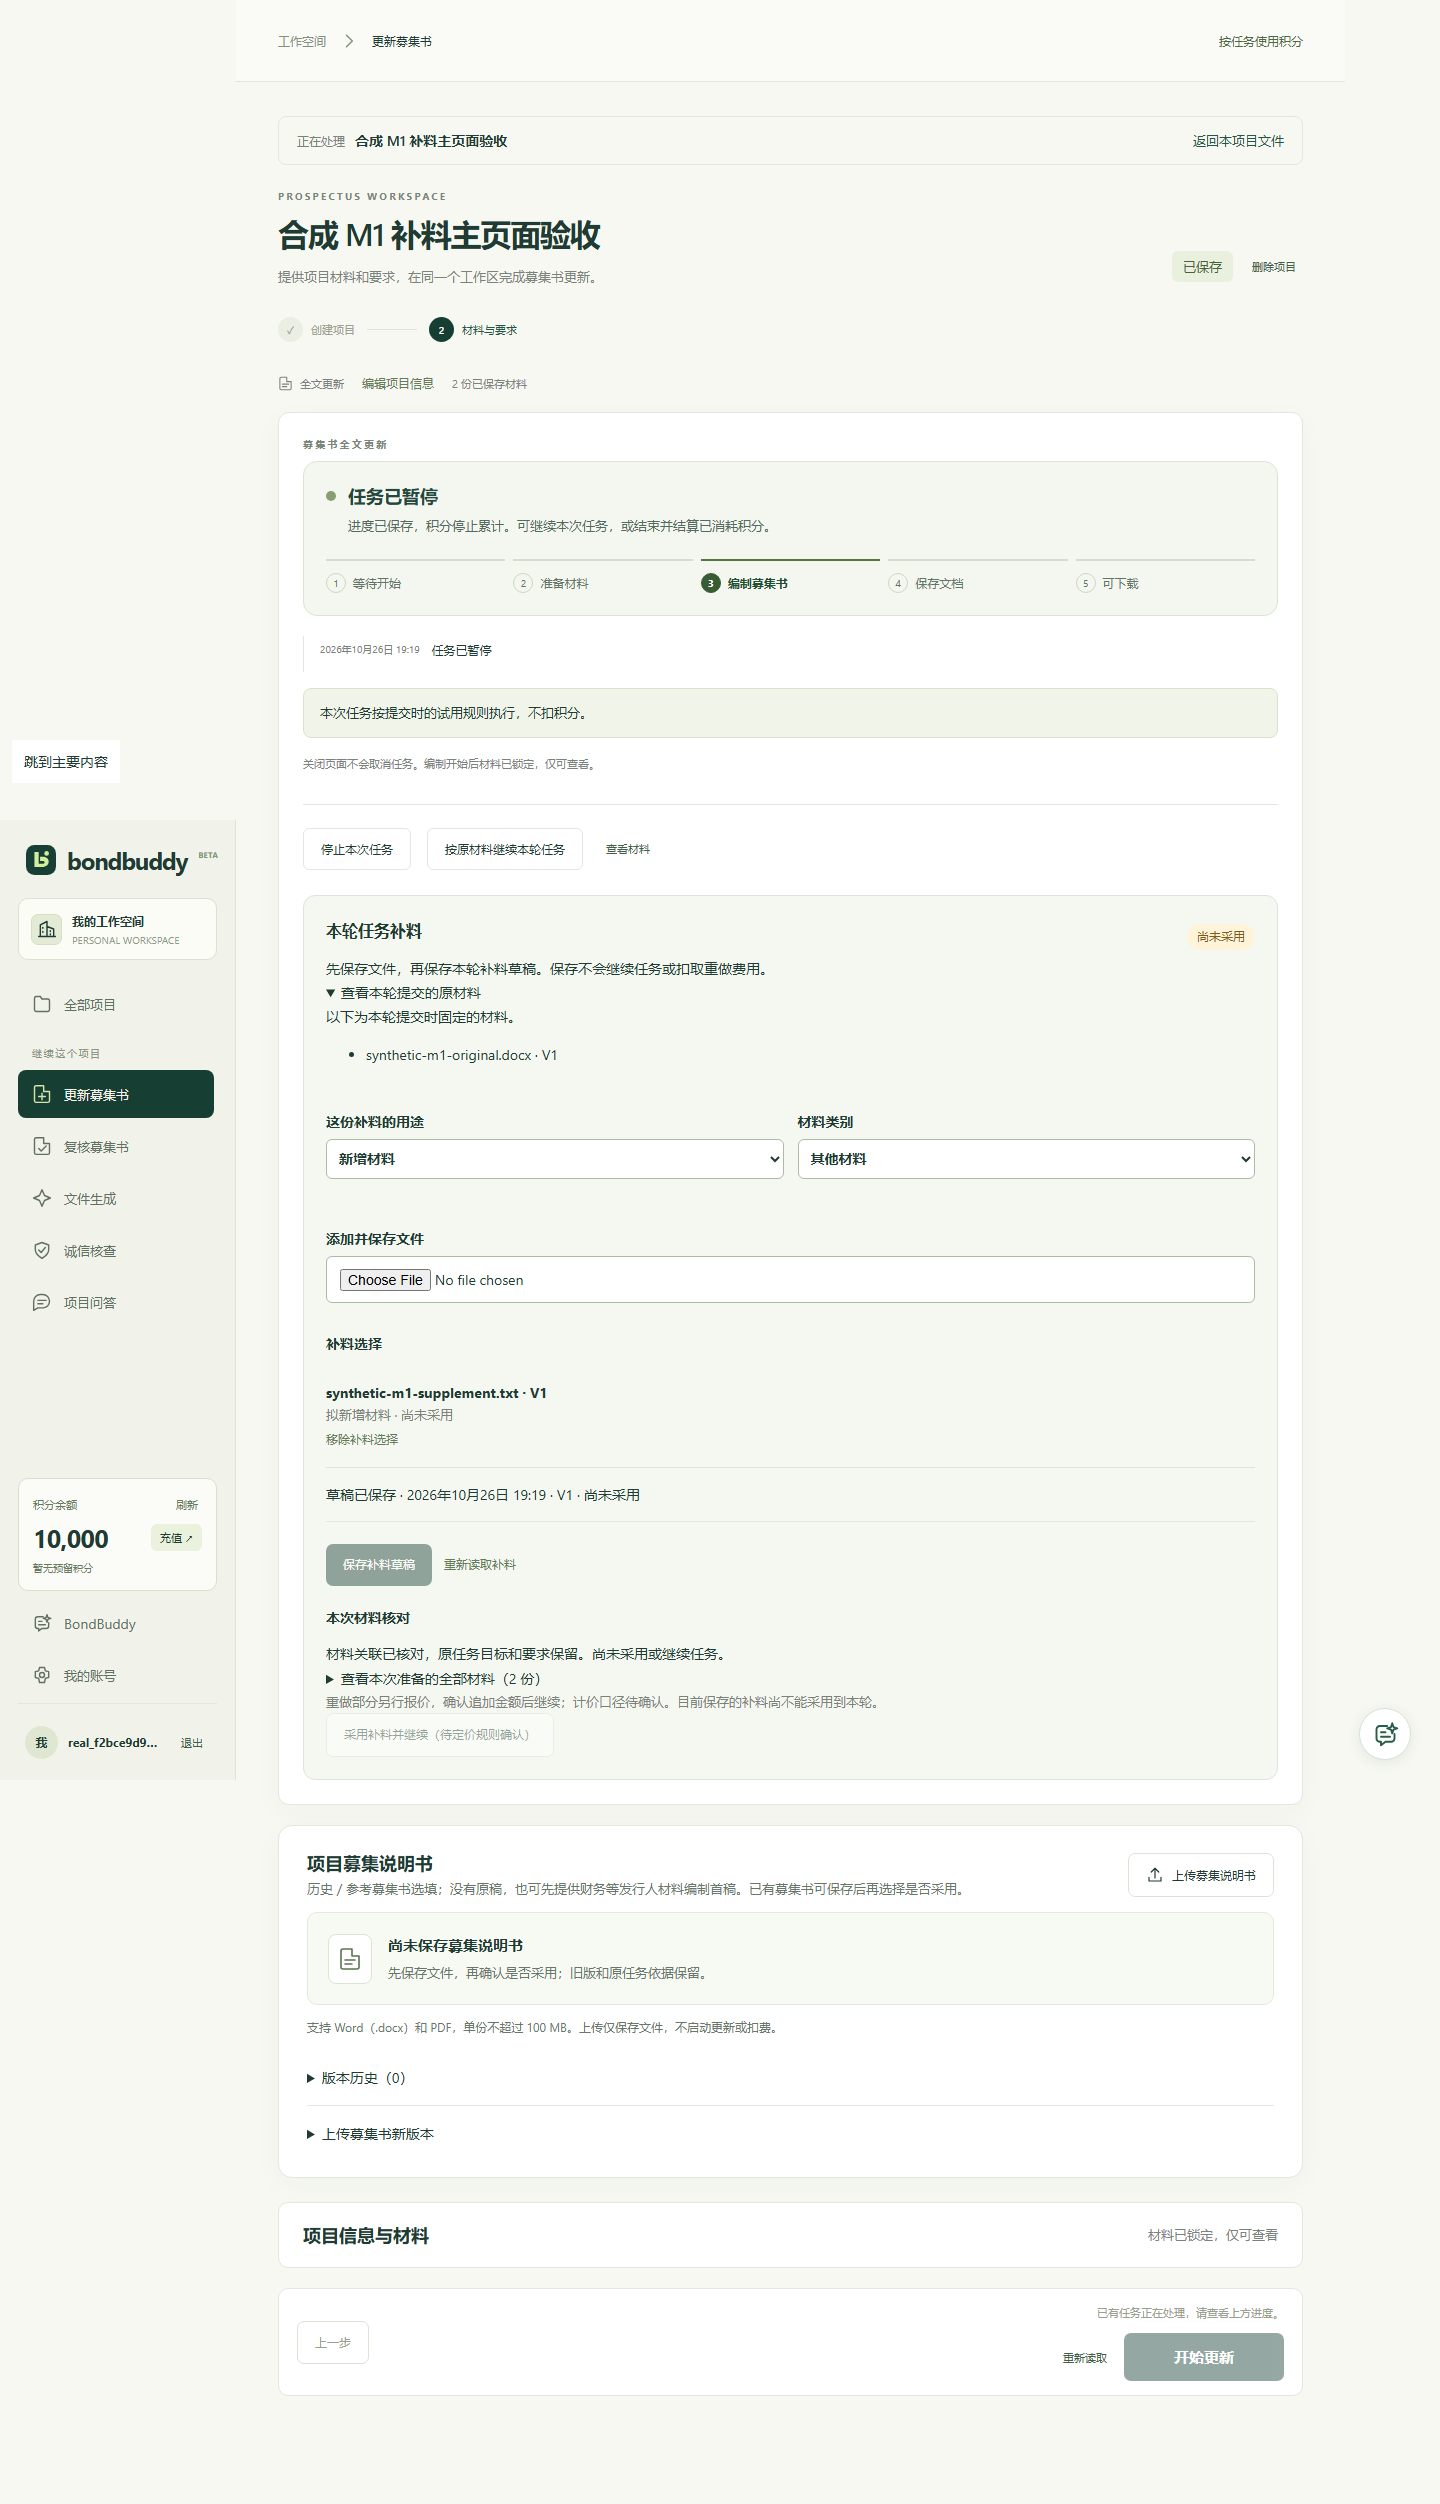 工作空间
更新募集书
按任务使用积分
正在处理 合成 M1 补料主页面验收
返回本项目文件
PROSPECTUS WORKSPACE
合成 M1 补料主页面验收
提供项目材料和要求，在同一个工作区完成募集书更新。
已保存
删除项目
✓ 创建项目
2 材料与要求
全文更新 编辑项目信息 2 份已保存材料
募集书全文更新
任务已暂停
进度已保存，积分停止累计。可继续本次任务，或结束并结算已消耗积分。
1 等待开始
2 准备材料
3 编制募集书
4 保存文档
5 可下载
2026年10月26日 19:19 任务已暂停
本次任务按提交时的试用规则执行，不扣积分。
关闭页面不会取消任务。编制开始后材料已锁定，仅可查看。
停止本次任务
按原材料继续本轮任务
查看材料
本轮任务补料
尚未采用
先保存文件，再保存本轮补料草稿。保存不会继续任务或扣取重做费用。
▼ 查看本轮提交的原材料
以下为本轮提交时固定的材料。
• synthetic-m1-original.docx · V1
这份补料的用途
新增材料
材料类别
其他材料
添加并保存文件
Choose File No file chosen
补料选择
synthetic-m1-supplement.txt · V1
拟新增材料 · 尚未采用
移除补料选择
草稿已保存 · 2026年10月26日 19:19 · V1 · 尚未采用
保存补料草稿
重新读取补料
本次材料核对
材料关联已核对，原任务目标和要求保留。尚未采用或继续任务。
▶ 查看本次准备的全部材料（2 份）
重做部分另行报价，确认追加金额后继续；计价口径待确认。目前保存的补料尚不能采用到本轮。
采用补料并继续（待定价规则确认）
项目募集说明书
历史 / 参考募集书选填；没有原稿，也可先提供财务等发行人材料编制首稿。已有募集书可保存后再选择是否采用。
上传募集说明书
尚未保存募集说明书
先保存文件，再确认是否采用；旧版和原任务依据保留。
支持 Word（.docx）和 PDF，单份不超过 100 MB。上传仅保存文件，不启动更新或扣费。
▶ 版本历史（0）
▶ 上传募集书新版本
项目信息与材料
材料已锁定，仅可查看
已有任务正在处理，请查看上方进度。
上一步
重新读取
开始更新
跳到主要内容
bondbuddy BETA
我的工作空间
PERSONAL WORKSPACE
全部项目
继续这个项目
更新募集书
复核募集书
文件生成
诚信核查
项目问答
积分余额
刷新
10,000
充值 ↗
暂无预留积分
BondBuddy
我的账号
我 real_f2bce9d9... 退出